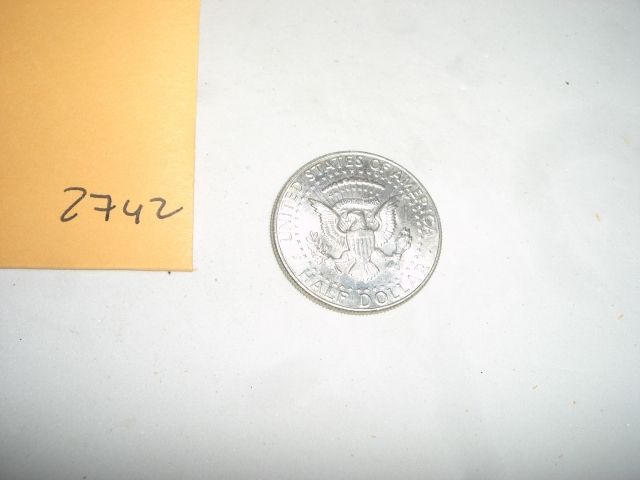 2742
UNITED STATES OF AMERICA
HALF DOLLAR